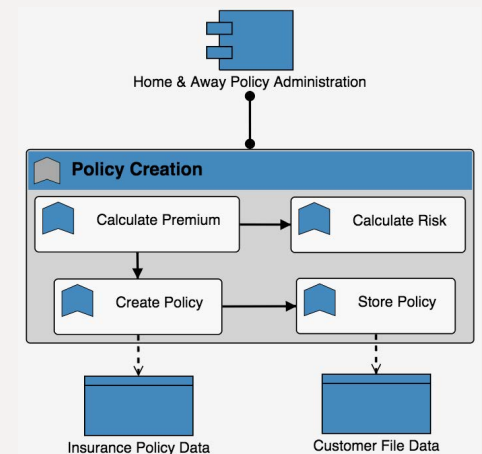 Home & Away Policy Administration
Policy Creation
Calculate Premium
Calculate Risk
Create Policy
Store Policy
Insurance Policy Data
Customer File Data